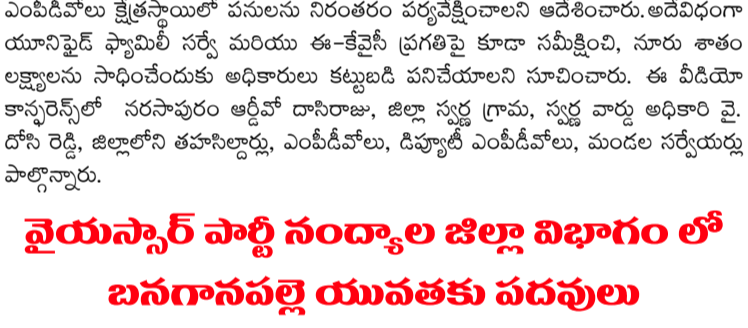 ఎంపిడివోలు క్షేత్రస్థాయిలో పనులను నిరంతరం పర్యవేక్షించాలని ఆదేశించారు.అదేవిధంగా
యూనిఫైడ్ ఫ్యామిలీ సర్వే మరియు ఈ-కేవైసీ ప్రగతిపై కూడా సమీక్షించి, నూరు శాతం
లక్ష్యాలను సాధించేందుకు అధికారులు కట్టుబడి పనిచేయాలని సూచించారు. ఈ వీడియో
కాన్ఫరెన్స్‌లో నరసాపురం ఆర్డీవో దాసిరాజు, జిల్లా స్వర్ణ గ్రామ, స్వర్ణ వార్డు అధికారి వై.
దోసి రెడ్డి, జిల్లాలోని తహసిల్దార్లు, ఎంపీడీవోలు, డిప్యూటీ ఎంపీడీవోలు, మండల సర్వేయర్లు
పాల్గొన్నారు.
వైయస్సార్ పార్టీ నంద్యాల జిల్లా విభాగం లో
బనగానపల్లె యువతకు పదవులు